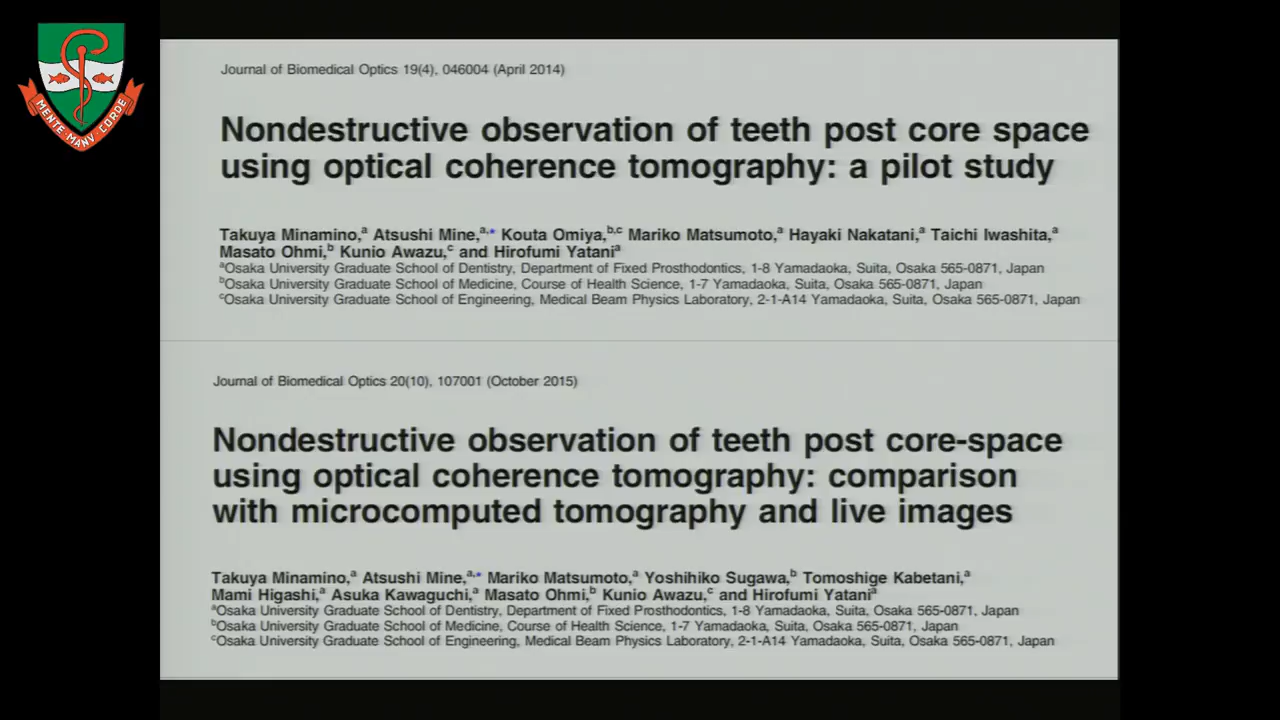 MENTE MANV CORDE
Journal of Biomedical Optics 19(4), 046004 (April 2014)
Nondestructive observation of teeth post core space
using optical coherence tomography: a pilot study
Takuya Minamino,ᵃ Atsushi Mine,ᵃ,* Kouta Omiya,ᵇ,ᶜ Mariko Matsumoto,ᵃ Hayaki Nakatani,ᵃ Taichi Iwashita,ᵃ
Masato Ohmi,ᵇ Kunio Awazu,ᶜ and Hirofumi Yataniᵃ
ᵃOsaka University Graduate School of Dentistry, Department of Fixed Prosthodontics, 1-8 Yamadaoka, Suita, Osaka 565-0871, Japan
ᵇOsaka University Graduate School of Medicine, Course of Health Science, 1-7 Yamadaoka, Suita, Osaka 565-0871, Japan
ᶜOsaka University Graduate School of Engineering, Medical Beam Physics Laboratory, 2-1-A14 Yamadaoka, Suita, Osaka 565-0871, Japan
Journal of Biomedical Optics 20(10), 107001 (October 2015)
Nondestructive observation of teeth post core-space
using optical coherence tomography: comparison
with microcomputed tomography and live images
Takuya Minamino,ᵃ Atsushi Mine,ᵃ,* Mariko Matsumoto,ᵃ Yoshihiko Sugawa,ᵇ Tomoshige Kabetani,ᵃ
Mami Higashi,ᵃ Asuka Kawaguchi,ᵃ Masato Ohmi,ᵇ Kunio Awazu,ᶜ and Hirofumi Yataniᵃ
ᵃOsaka University Graduate School of Dentistry, Department of Fixed Prosthodontics, 1-8 Yamadaoka, Suita, Osaka 565-0871, Japan
ᵇOsaka University Graduate School of Medicine, Course of Health Science, 1-7 Yamadaoka, Suita, Osaka 565-0871, Japan
ᶜOsaka University Graduate School of Engineering, Medical Beam Physics Laboratory, 2-1-A14 Yamadaoka, Suita, Osaka 565-0871, Japan